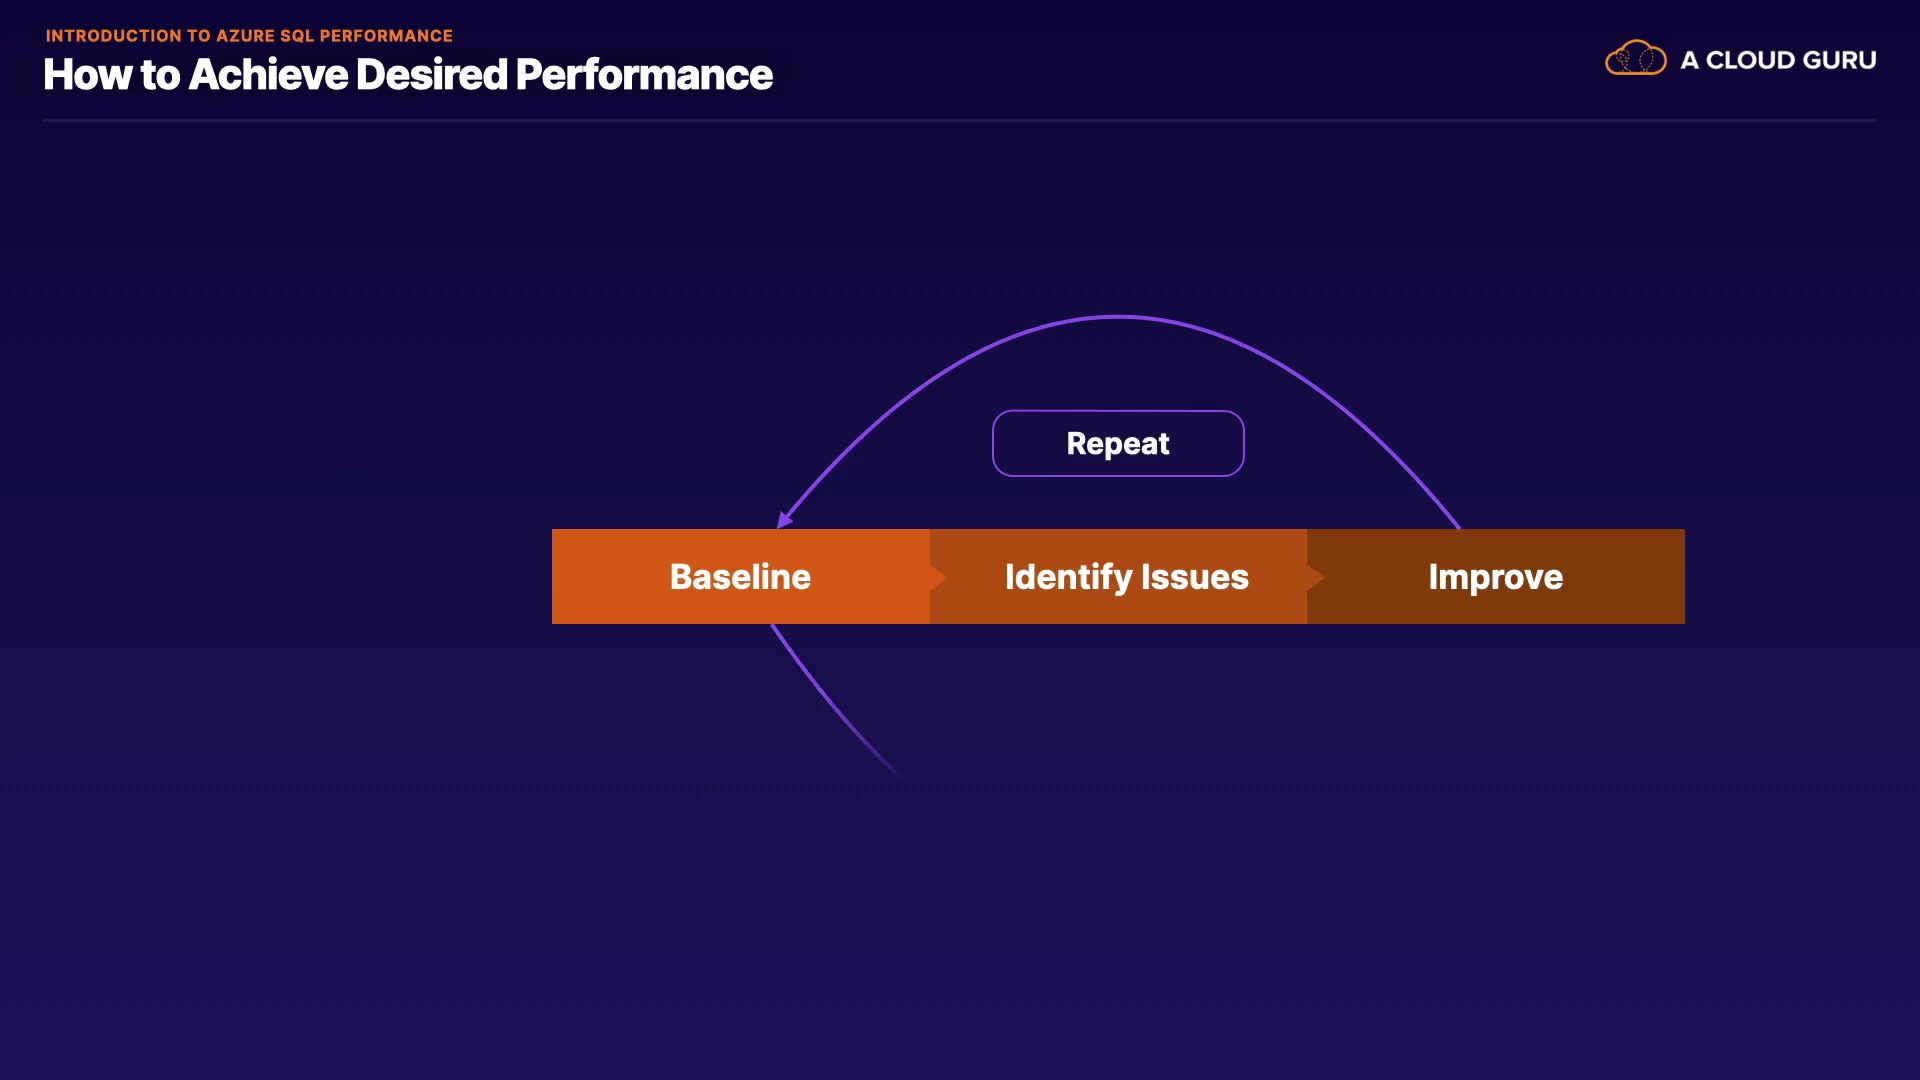 INTRODUCTION TO AZURE SQL PERFORMANCE
How to Achieve Desired Performance
A CLOUD GURU
Repeat
Baseline
Identify Issues
Improve